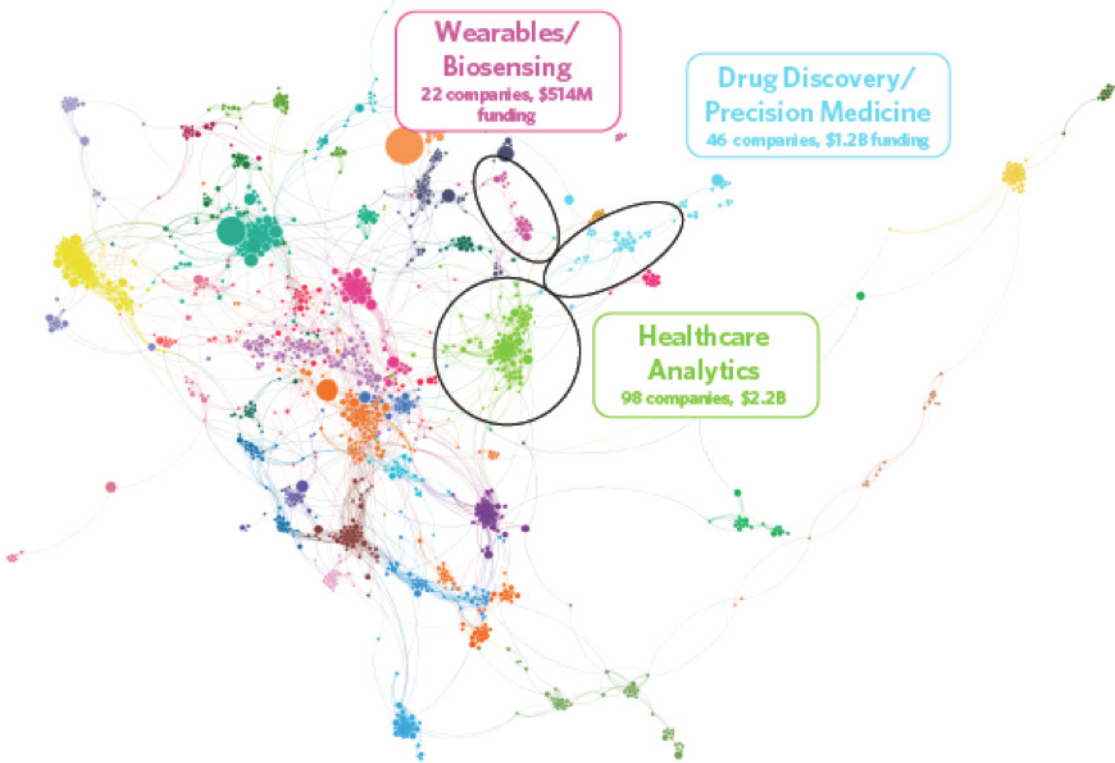 Wearables/
Biosensing
22 companies, $514M
funding
Drug Discovery/
Precision Medicine
46 companies, $1.2B funding
Healthcare
Analytics
98 companies, $2.2B